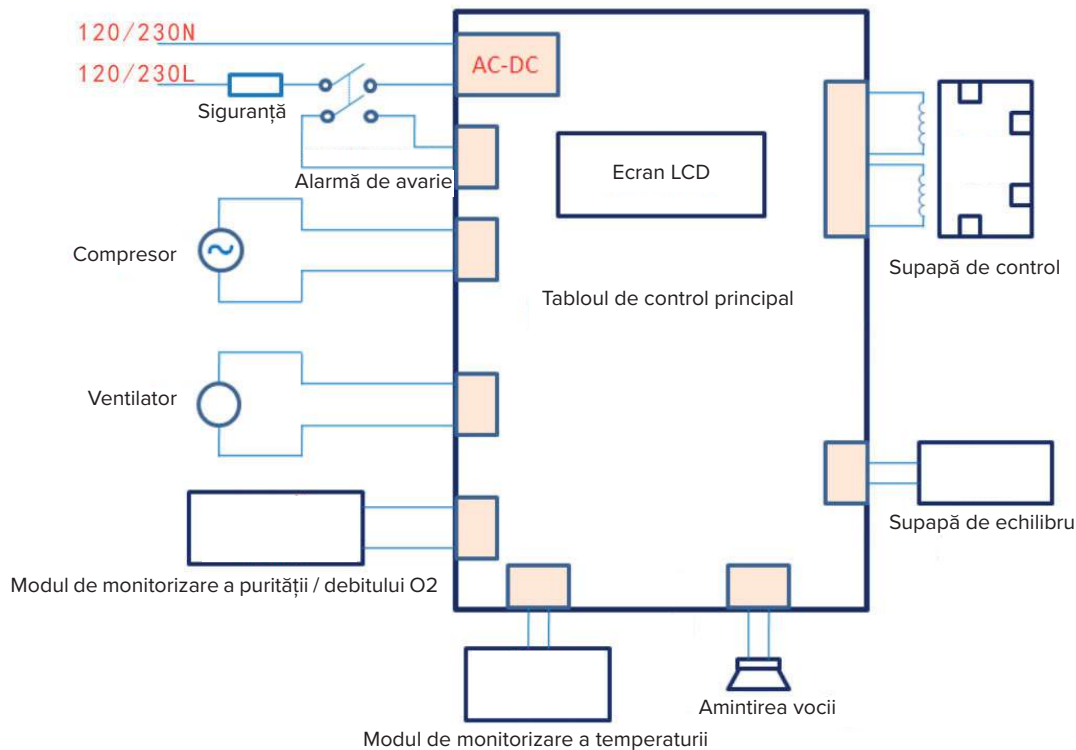 120/230N
120/230L
AC-DC
Siguranță
Alarmă de avarie
Ecran LCD
Compresor
Supapă de control
Tabloul de control principal
Ventilator
Supapă de echilibru
Modul de monitorizare a purității / debitului O2
Amintirea vocii
Modul de monitorizare a temperaturii